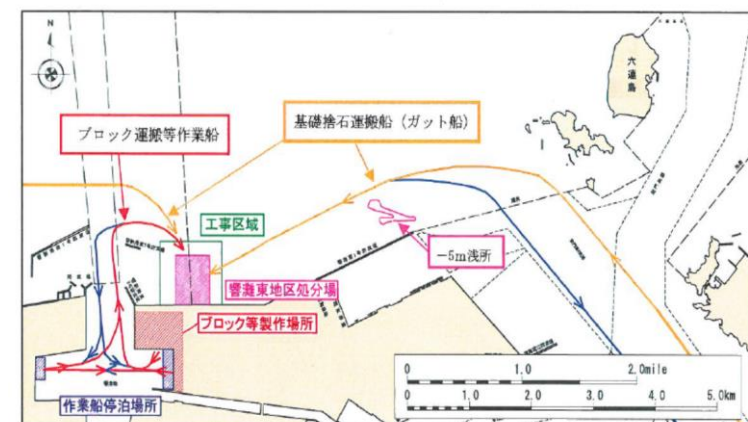 N
六連島
基礎捨石運搬船(ガット船)
ブロック運搬等作業船
工事区域
-5m浅所
響灘東地区処分場
ブロック等製作場所
作業船停泊場所
0 1.0 2.0mile
0 1.0 2.0 3.0 4.0 5.0km